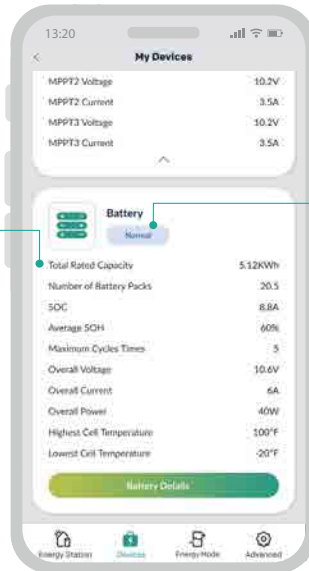 13:20
My Devices
MPPT2 Voltage 10.2V
MPPT2 Current 3.5A
MPPT3 Voltage 10.2V
MPPT3 Current 3.5A
Battery
Normal
Total Rated Capacity 5.12KWh
Number of Battery Packs 20.5
SOC 8.8A
Average SOH 60%
Maximum Cycles Times 5
Overall Voltage 10.6V
Overall Current 6A
Overall Power 40W
Highest Cell Temperature 100°F
Lowest Cell Temperature -20°F
Battery Details
Energy Station Devices Energy Mode Advanced